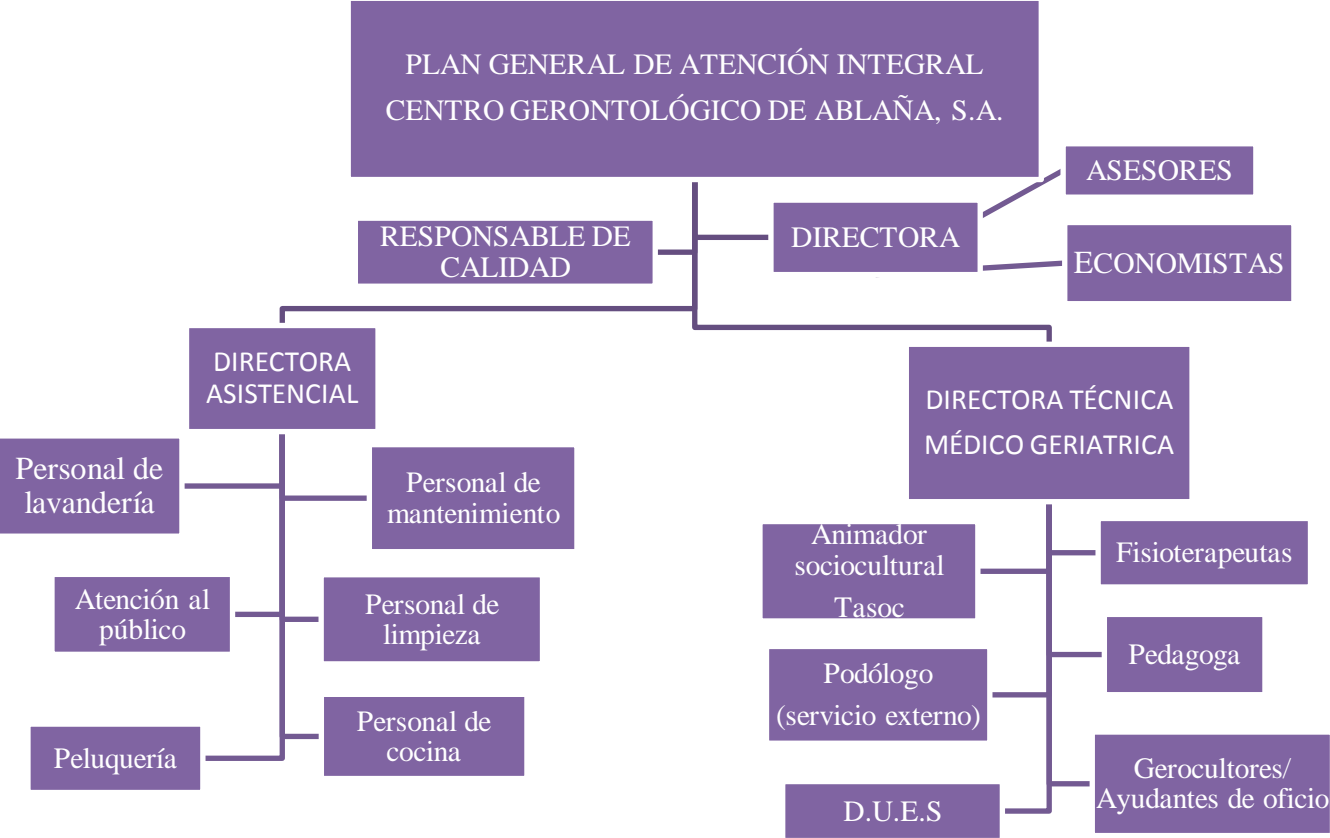 PLAN GENERAL DE ATENCIÓN INTEGRAL
CENTRO GERONTOLÓGICO DE ABLAÑA, S.A.
ASESORES
RESPONSABLE DE
CALIDAD
DIRECTORA
ECONOMISTAS
DIRECTORA
ASISTENCIAL
DIRECTORA TÉCNICA
MÉDICO GERIATRICA
Personal de
lavandería
Personal de
mantenimiento
Atención al
público
Personal de
limpieza
Peluquería
Personal de
cocina
Animador
sociocultural
Tasoc
Fisioterapeutas
Podólogo
(servicio externo)
Pedagoga
D.U.E.S
Gerocultores/
Ayudantes de oficio